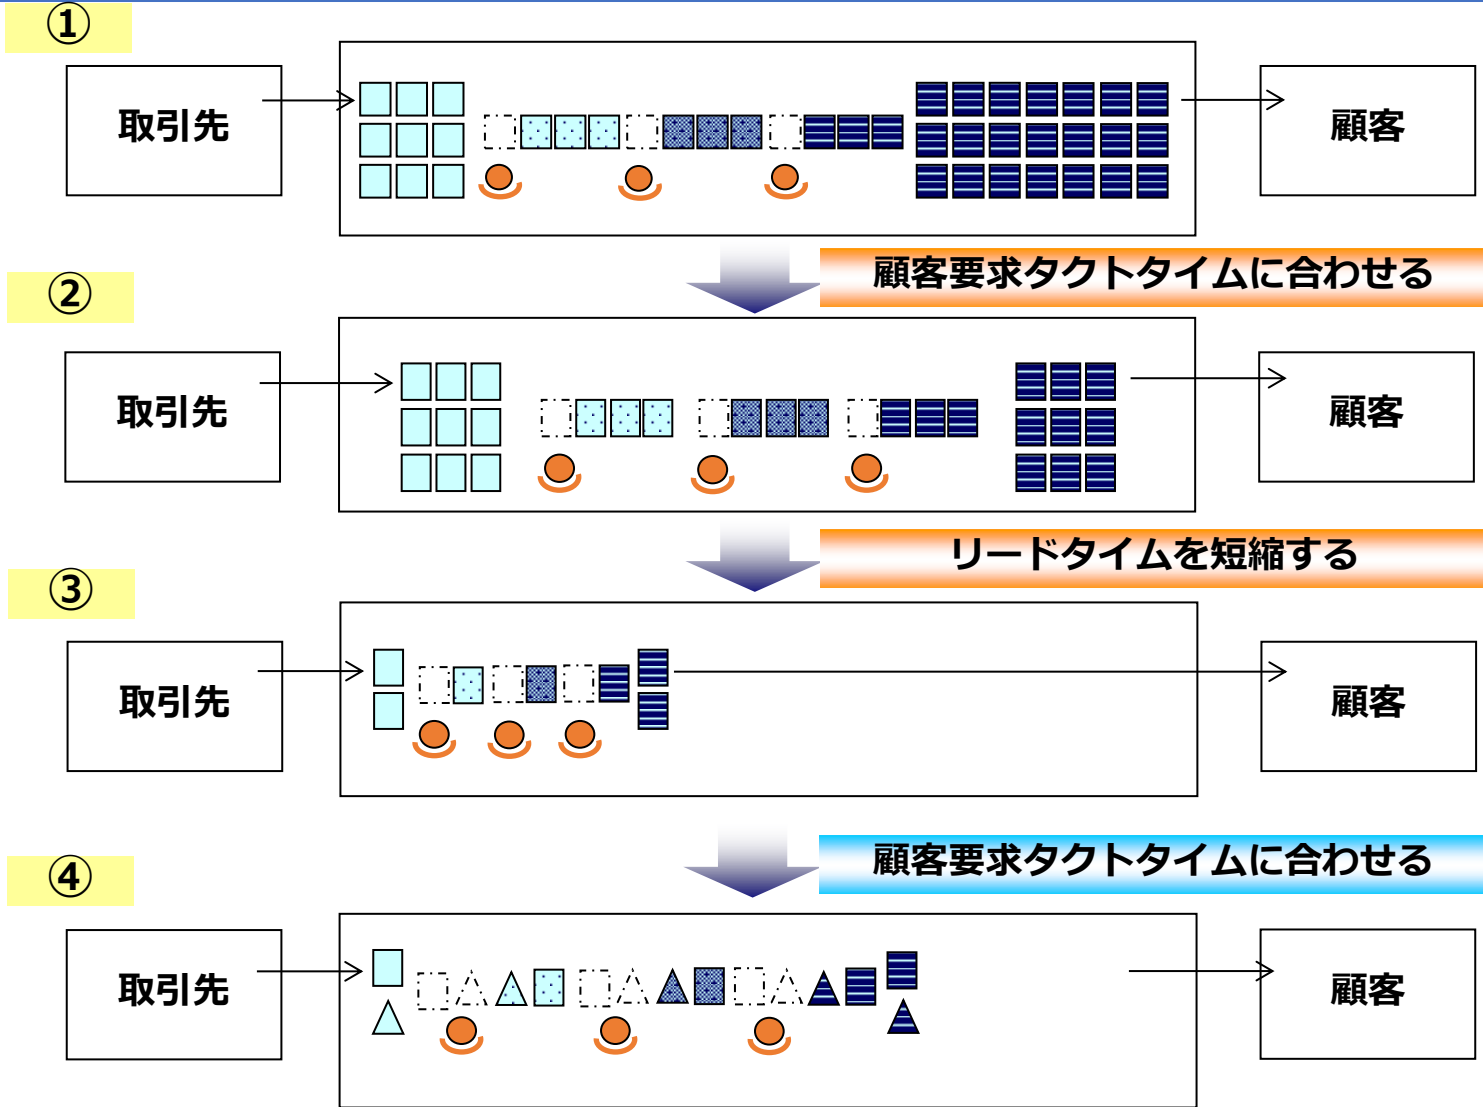 ①
取引先
顧客
顧客要求タクトタイムに合わせる
②
取引先
顧客
リードタイムを短縮する
③
取引先
顧客
顧客要求タクトタイムに合わせる
④
取引先
顧客